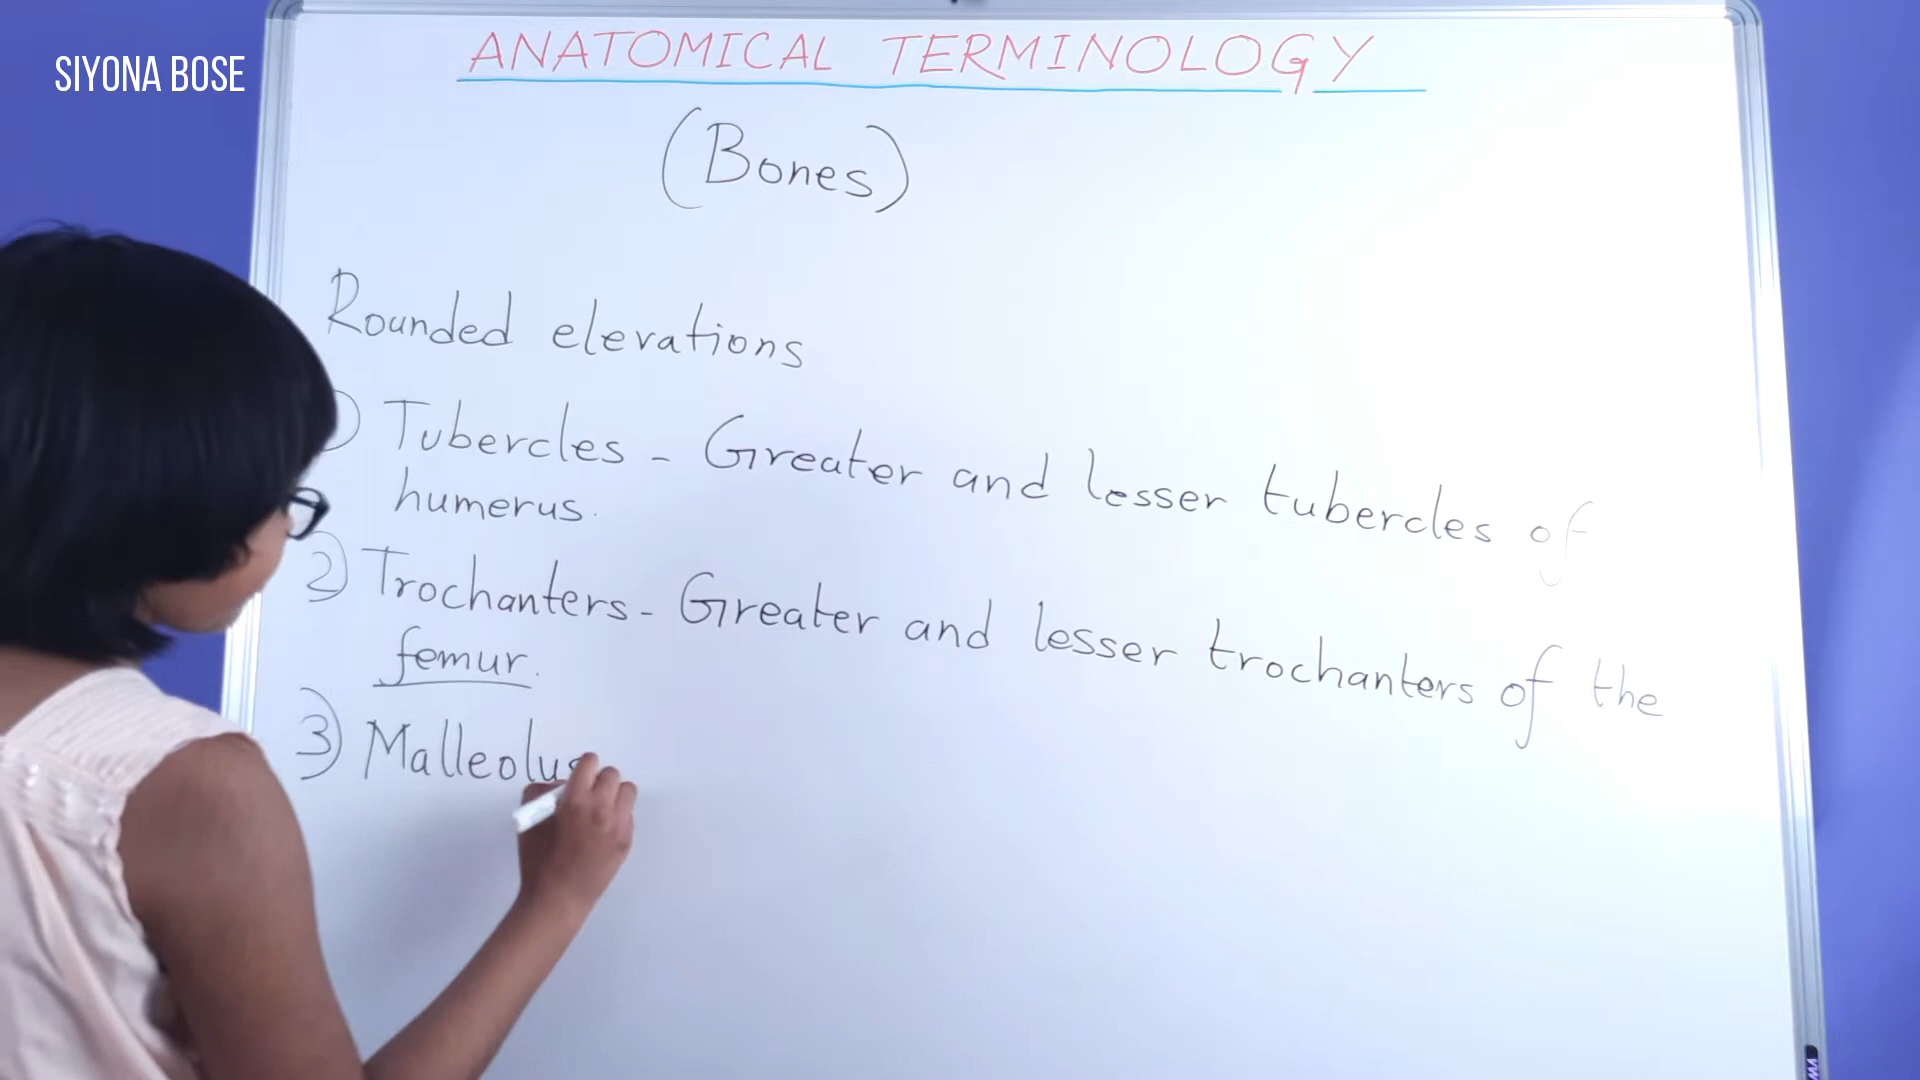 SIYONA BOSE
ANATOMICAL TERMINOLOGY
(Bones)
Rounded elevations
) Tubercles - Greater and lesser tubercles of
humerus.
2) Trochanters - Greater and lesser trochanters of the
femur.
3) Malleolus